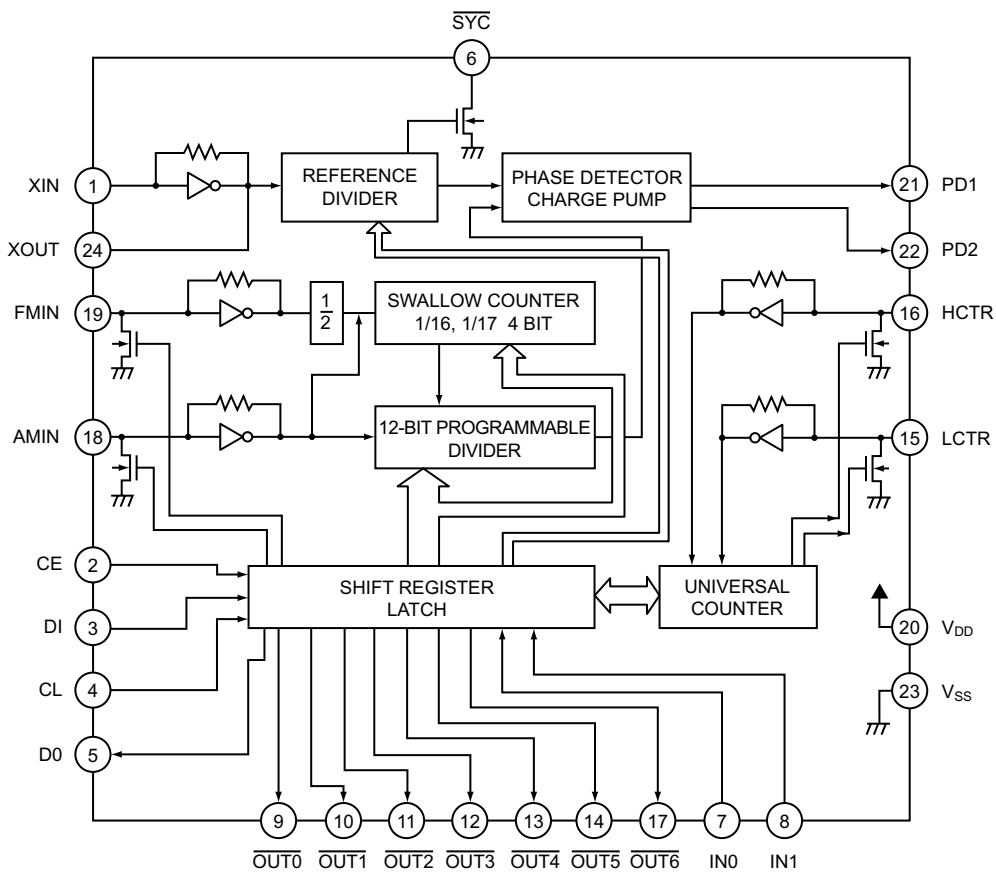 SYC
6
XIN
1
REFERENCE
DIVIDER
PHASE DETECTOR
CHARGE PUMP
21
PD1
XOUT
24
22
PD2
FMIN
19
1
2
SWALLOW COUNTER
1/16, 1/17 4 BIT
16
HCTR
AMIN
18
12-BIT PROGRAMMABLE
DIVIDER
15
LCTR
CE
2
SHIFT REGISTER
LATCH
UNIVERSAL
COUNTER
DI
3
20
VDD
CL
4
23
VSS
D0
5
9
10
11
12
13
14
17
7
8
OUT0
OUT1
OUT2
OUT3
OUT4
OUT5
OUT6
IN0
IN1